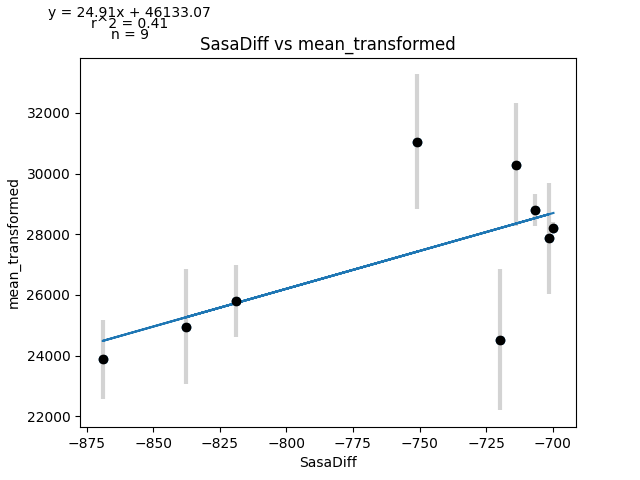 y = 24.91x + 46133.07
r^2 = 0.41
n = 9
SasaDiff vs mean_transformed
mean_transformed
32000
30000
28000
26000
24000
22000
−875
−850
−825
−800
−775
−750
−725
−700
SasaDiff